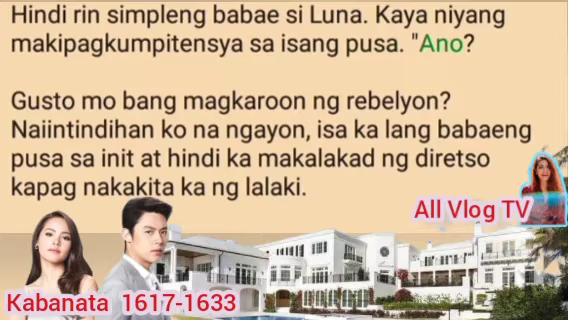 Hindi rin simpleng babae si Luna. Kaya niyang
makipagkumpitensya sa isang pusa. "Ano?
Gusto mo bang magkaroon ng rebelyon?
Naiintindihan ko na ngayon, isa ka lang babaeng
pusa sa init at hindi ka makalakad ng diretso
kapag nakakita ka ng lalaki.
All Vlog TV
Kabanata 1617-1633